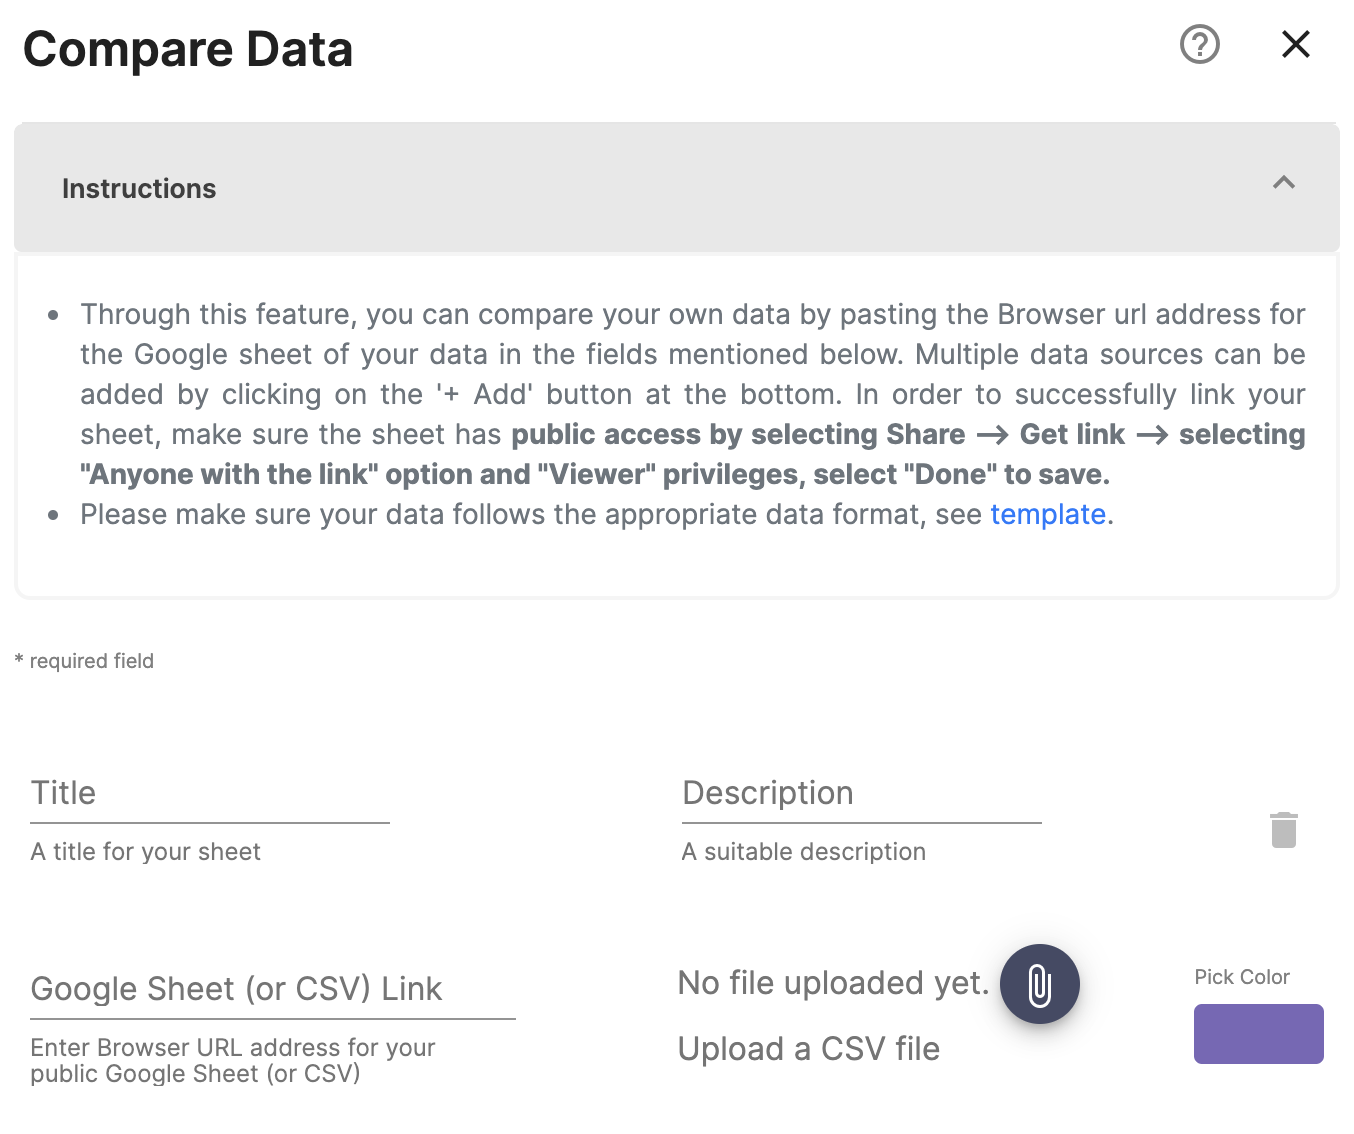 Compare Data
Instructions
• Through this feature, you can compare your own data by pasting the Browser url address for
the Google sheet of your data in the fields mentioned below. Multiple data sources can be
added by clicking on the '+ Add' button at the bottom. In order to successfully link your
sheet, make sure the sheet has public access by selecting Share → Get link → selecting
"Anyone with the link" option and "Viewer" privileges, select "Done" to save.
• Please make sure your data follows the appropriate data format, see template.
* required field
Title
Description
A title for your sheet
A suitable description
Google Sheet (or CSV) Link
No file uploaded yet.
Pick Color
Enter Browser URL address for your
public Google Sheet (or CSV)
Upload a CSV file